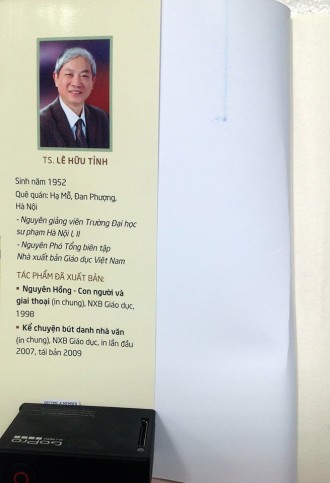 TS. LÊ HỮU TỈNH
Sinh năm 1952
Quê quán: Hạ Mỗ, Đan Phượng,
Hà Nội
- Nguyên giảng viên Trường Đại học
sư phạm Hà Nội I, II
- Nguyên Phó Tổng biên tập
Nhà xuất bản Giáo dục Việt Nam
TÁC PHẨM ĐÃ XUẤT BẢN:
▪ Nguyên Hồng - Con người và
giai thoại (in chung), NXB Giáo dục,
1998
▪ Kể chuyện bút danh nhà văn
(in chung), NXB Giáo dục, in lần đầu
2007, tái bản 2009
GoPro